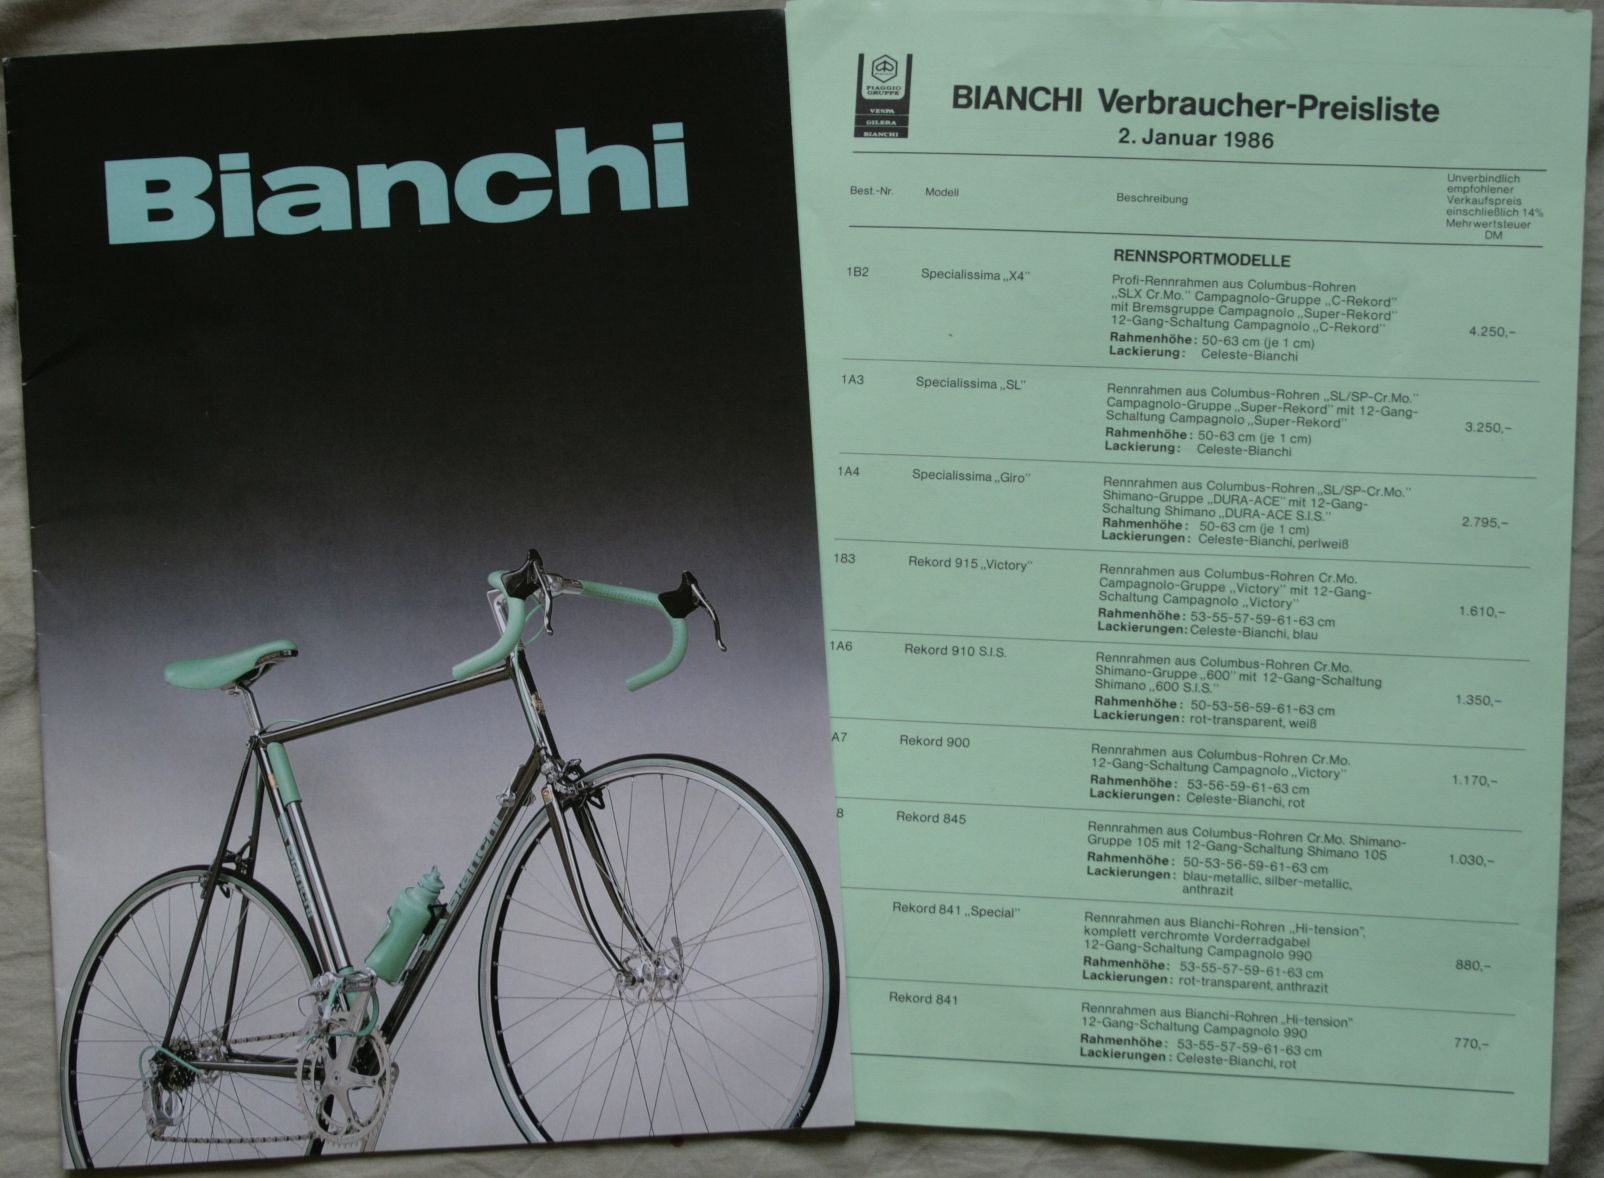 Bianchi
Bianchi
Bianchi
PIAGGIO
GRUPPE
VESPA
GILERA
BIANCHI
BIANCHI Verbraucher-Preisliste
2. Januar 1986
Best.-Nr. Modell Beschreibung
Unverbindlich
empfohlener
Verkaufspreis
einschließlich 14%
Mehrwertsteuer
DM
RENNSPORTMODELLE
1B2 Specialissima „X4"
Profi-Rennrahmen aus Columbus-Rohren
„SLX Cr.Mo." Campagnolo-Gruppe „C-Rekord"
mit Bremsgruppe Campagnolo „Super-Rekord"
12-Gang-Schaltung Campagnolo „C-Rekord"
Rahmenhöhe: 50-63 cm (je 1 cm)
Lackierung: Celeste-Bianchi
4.250,–
1A3 Specialissima „SL"
Rennrahmen aus Columbus-Rohren „SL/SP-Cr.Mo."
Campagnolo-Gruppe „Super-Rekord" mit 12-Gang-
Schaltung Campagnolo „Super-Rekord"
Rahmenhöhe: 50-63 cm (je 1 cm)
Lackierung: Celeste-Bianchi
3.250,–
1A4 Specialissima „Giro"
Rennrahmen aus Columbus-Rohren „SL/SP-Cr.Mo."
Shimano-Gruppe „DURA-ACE" mit 12-Gang-
Schaltung Shimano „DURA-ACE S.I.S."
Rahmenhöhe: 50-63 cm (je 1 cm)
Lackierungen: Celeste-Bianchi, perlweiß
2.795,–
183 Rekord 915 „Victory"
Rennrahmen aus Columbus-Rohren Cr.Mo.
Campagnolo-Gruppe „Victory" mit 12-Gang-
Schaltung Campagnolo „Victory"
Rahmenhöhe: 53-55-57-59-61-63 cm
Lackierungen: Celeste-Bianchi, blau
1.610,–
1A6 Rekord 910 S.I.S.
Rennrahmen aus Columbus-Rohren Cr.Mo.
Shimano-Gruppe „600" mit 12-Gang-Schaltung
Shimano „600 S.I.S."
Rahmenhöhe: 50-53-56-59-61-63 cm
Lackierungen: rot-transparent, weiß
1.350,–
A7 Rekord 900
Rennrahmen aus Columbus-Rohren Cr.Mo.
12-Gang-Schaltung Campagnolo „Victory"
Rahmenhöhe: 53-56-59-61-63 cm
Lackierungen: Celeste-Bianchi, rot
1.170,–
8 Rekord 845
Rennrahmen aus Columbus-Rohren Cr.Mo. Shimano-
Gruppe 105 mit 12-Gang-Schaltung Shimano 105
Rahmenhöhe: 50-53-56-59-61-63 cm
Lackierungen: blau-metallic, silber-metallic,
anthrazit
1.030,–
Rekord 841 „Special"
Rennrahmen aus Bianchi-Rohren „Hi-tension",
komplett verchromte Vorderradgabel
12-Gang-Schaltung Campagnolo 990
Rahmenhöhe: 53-55-57-59-61-63 cm
Lackierungen: rot-transparent, anthrazit
880,–
Rekord 841
Rennrahmen aus Bianchi-Rohren „Hi-tension"
12-Gang-Schaltung Campagnolo 990
Rahmenhöhe: 53-55-57-59-61-63 cm
Lackierungen: Celeste-Bianchi, rot
770,–